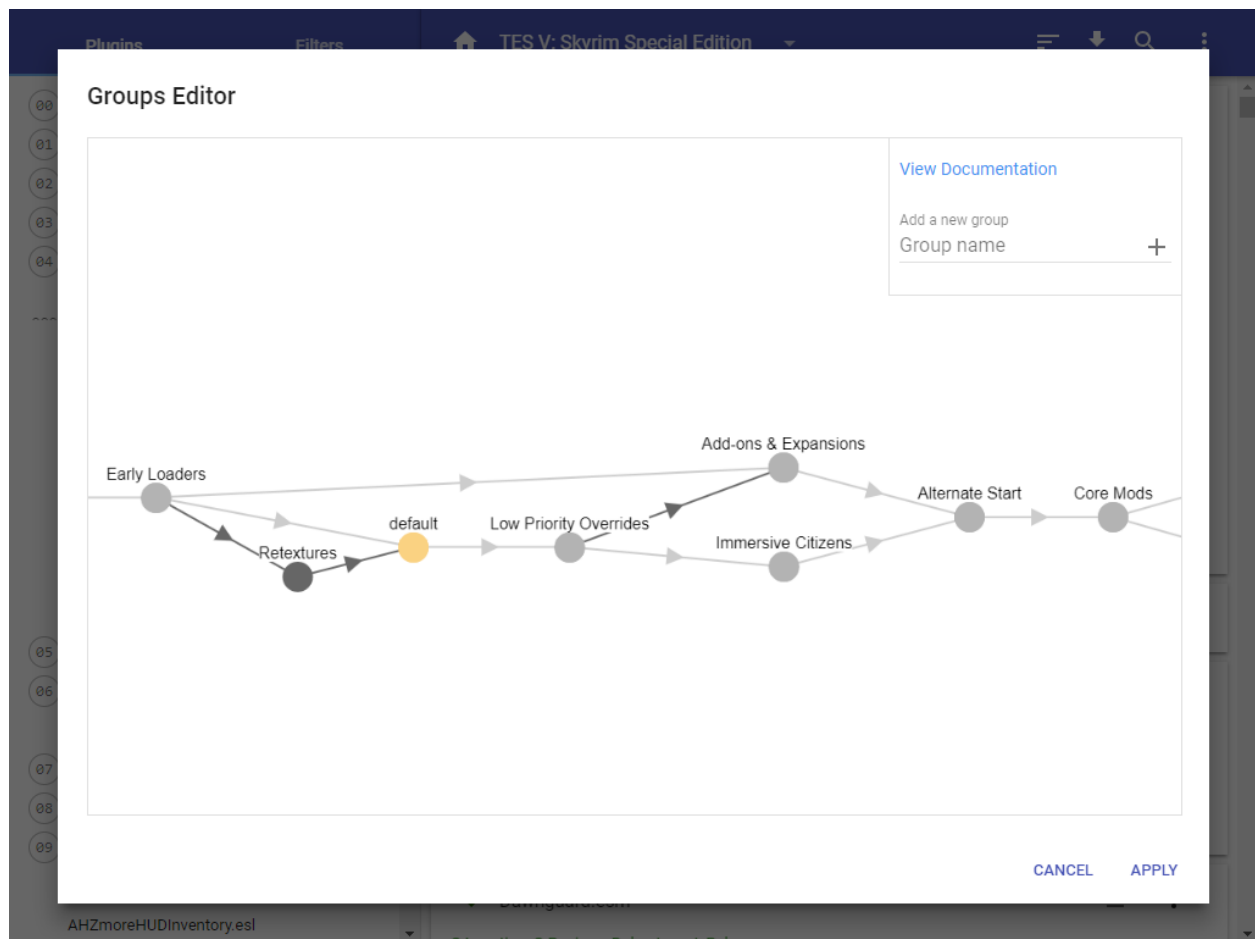 Plugins
Filters
TES V: Skyrim Special Edition
Groups Editor
00
01
02
03
04
View Documentation
Add a new group
Group name
Add-ons & Expansions
Early Loaders
Alternate Start
Core Mods
default
Low Priority Overrides
Immersive Citizens
Retextures
05
06
07
08
09
CANCEL
APPLY
AHZmoreHUDInventory.esl